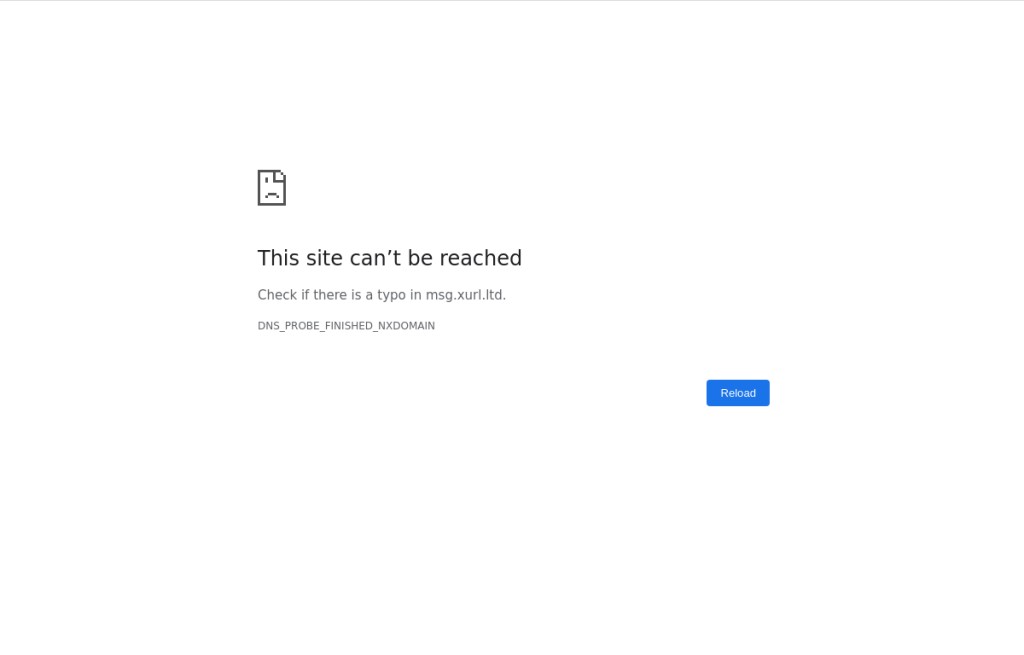 This site can’t be reached
Check if there is a typo in msg.xurl.ltd.
DNS_PROBE_FINISHED_NXDOMAIN
Reload